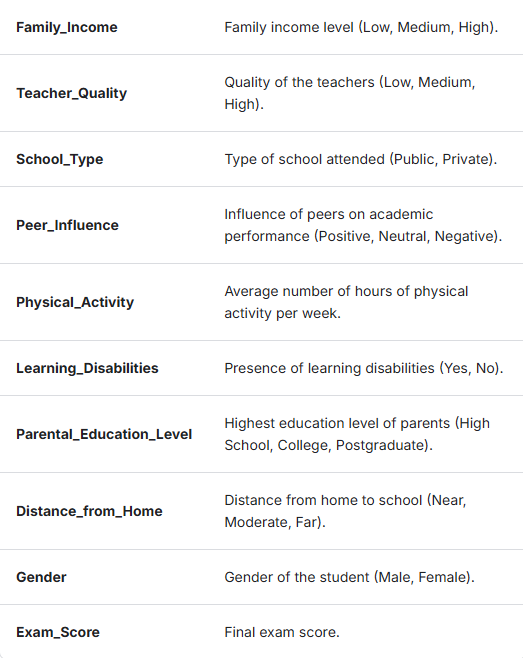 Family_Income Family income level (Low, Medium, High).
Teacher_Quality Quality of the teachers (Low, Medium,
High).
School_Type Type of school attended (Public, Private).
Peer_Influence Influence of peers on academic
performance (Positive, Neutral, Negative).
Physical_Activity Average number of hours of physical
activity per week.
Learning_Disabilities Presence of learning disabilities (Yes, No).
Parental_Education_Level Highest education level of parents (High
School, College, Postgraduate).
Distance_from_Home Distance from home to school (Near,
Moderate, Far).
Gender Gender of the student (Male, Female).
Exam_Score Final exam score.